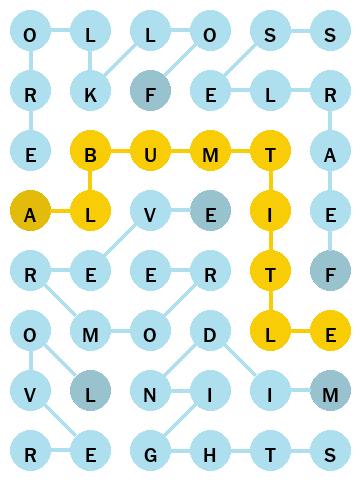 O L L O S S
R K F E L R
E B U M T A
A L V E I E
R E E R T F
O M O D L E
V L N I I M
R E G H T S